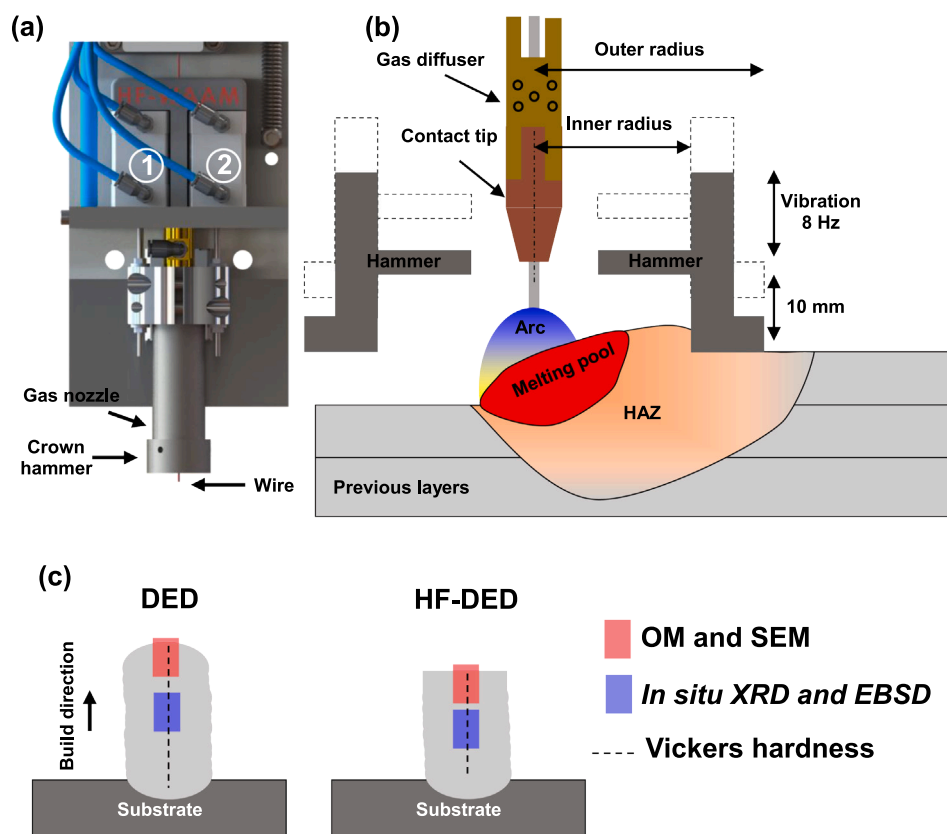 (a)
HF-WAAM
1
2
Gas nozzle
Crown
hammer
Wire
(b)
Gas diffuser
Outer radius
Contact tip
Inner radius
Vibration
8 Hz
Hammer
Hammer
10 mm
Arc
Melting pool
HAZ
Previous layers
(c)
DED
HF-DED
Build direction
Substrate
Substrate
OM and SEM
In situ XRD and EBSD
Vickers hardness